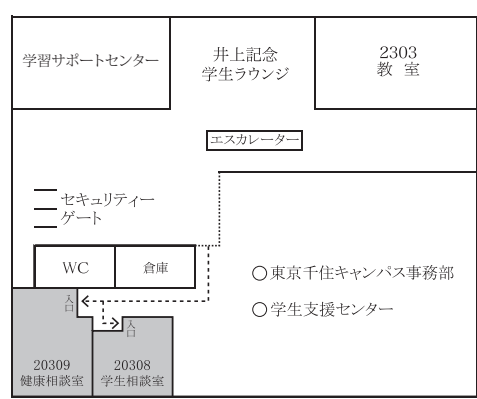 学習サポートセンター
井上記念
学生ラウンジ
2303
教 室
エスカレーター
セキュリティー
ゲート
WC
倉庫
○東京千住キャンパス事務部
○学生支援センター
入口
入口
20309
健康相談室
20308
学生相談室